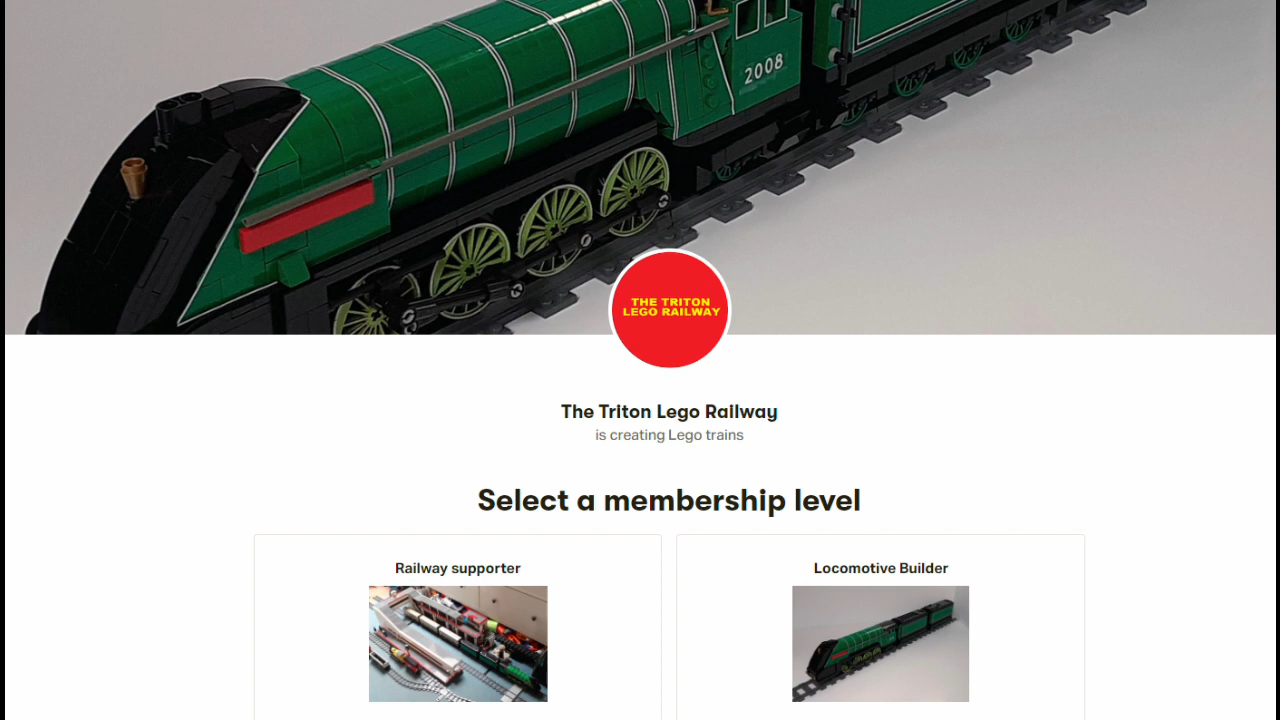 2008
THE TRITON
LEGO RAILWAY
The Triton Lego Railway
is creating Lego trains
Select a membership level
Railway supporter
Locomotive Builder